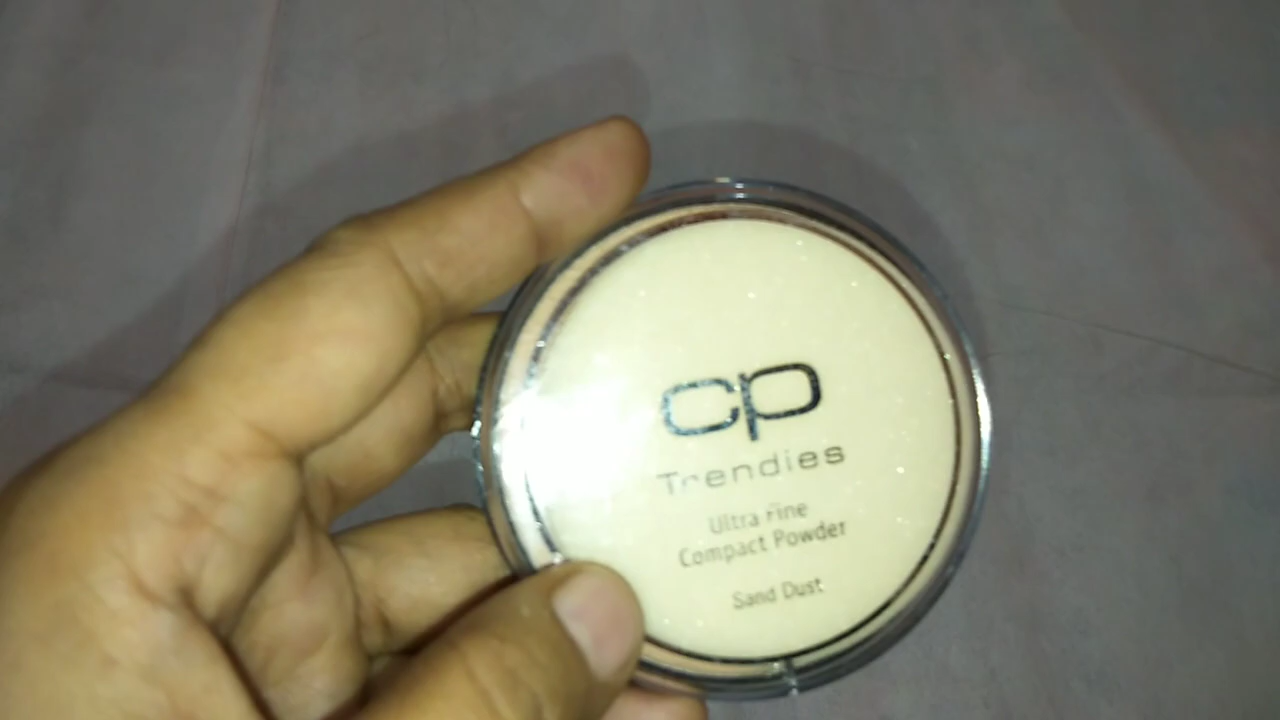 cp
Trendies
Ultra Fine
Compact Powder
Sand Dust